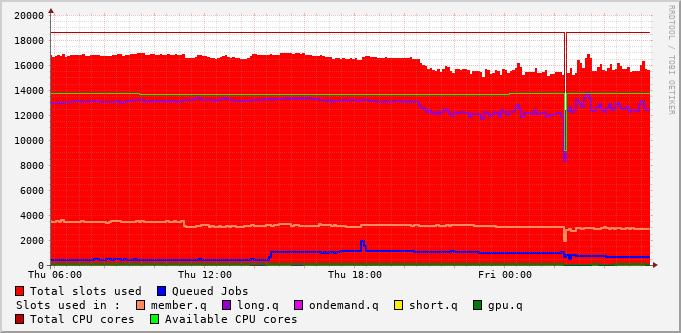 20000
18000
16000
14000
12000
10000
8000
6000
4000
2000
0
Thu 06:00 Thu 12:00 Thu 18:00 Fri 00:00
Total slots used Queued Jobs
Slots used in : member.q long.q ondemand.q short.q gpu.q
Total CPU cores Available CPU cores
RRDTOOL / TOBI OETIKER